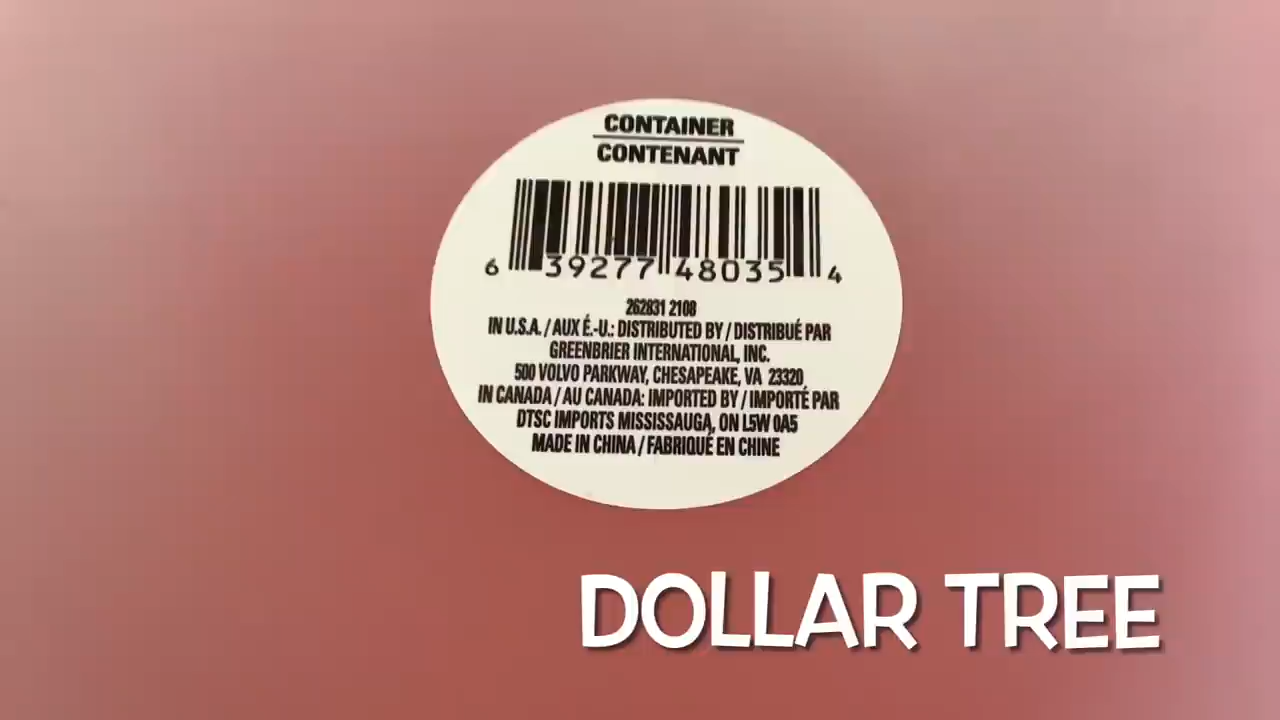 CONTAINER
CONTENANT
6 39277 48035 4
262831 2108
IN U.S.A. / AUX É.-U.: DISTRIBUTED BY / DISTRIBUÉ PAR
GREENBRIER INTERNATIONAL, INC.
500 VOLVO PARKWAY, CHESAPEAKE, VA 23320
IN CANADA / AU CANADA: IMPORTED BY / IMPORTÉ PAR
DTSC IMPORTS MISSISSAUGA, ON L5W 0A5
MADE IN CHINA / FABRIQUÉ EN CHINE
DOLLAR TREE